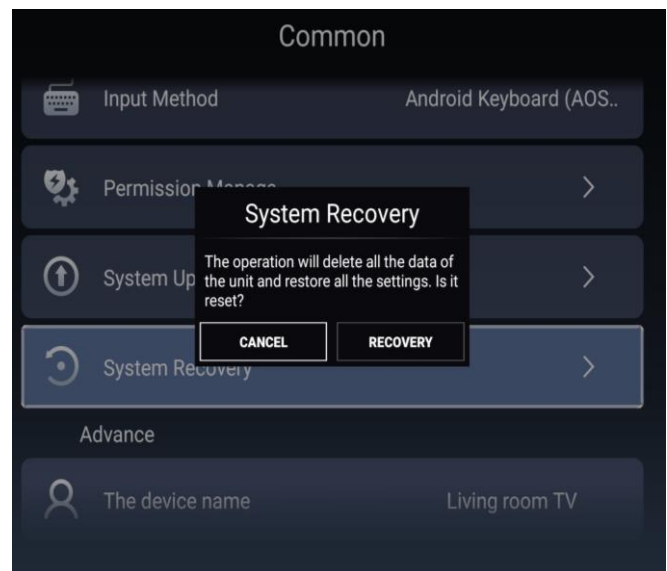 Common
Input Method
Android Keyboard (AOS..
Permission Manage
System Recovery
The operation will delete all the data of
the unit and restore all the settings. Is it
reset?
CANCEL
RECOVERY
System Up
System Recovery
Advance
The device name
Living room TV